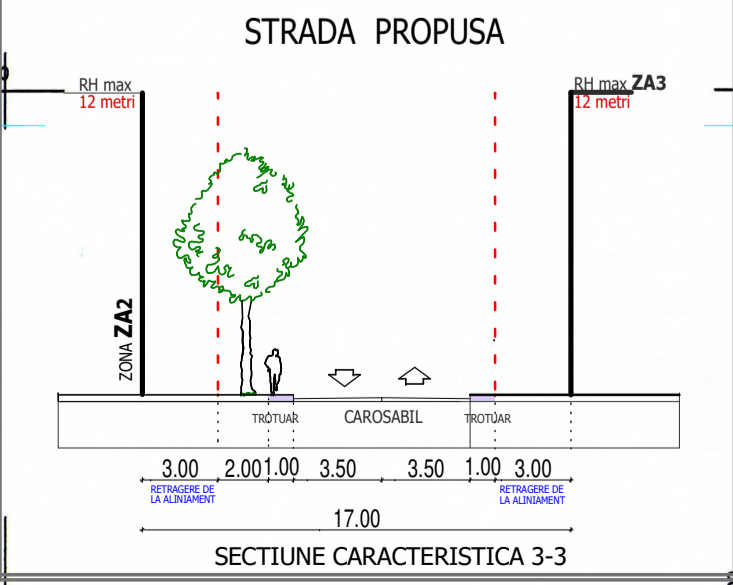 STRADA PROPUSA
RH max
12 metri
RH max ZA3
12 metri
ZONA ZA2
TROTUAR
CAROSABIL
TROTUAR
3.00 2.00 1.00 3.50 3.50 1.00 3.00
RETRAGERE DE
LA ALINIAMENT
RETRAGERE DE
LA ALINIAMENT
17.00
SECTIUNE CARACTERISTICA 3-3